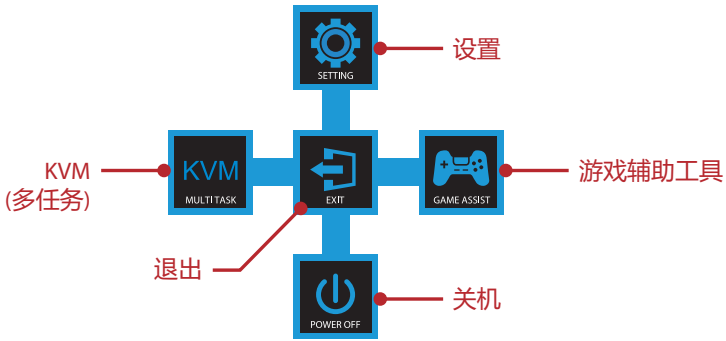 SETTING
设置
KVM
(多任务)
KVM
MULTI TASK
EXIT
GAME ASSIST
游戏辅助工具
退出
POWER OFF
关机